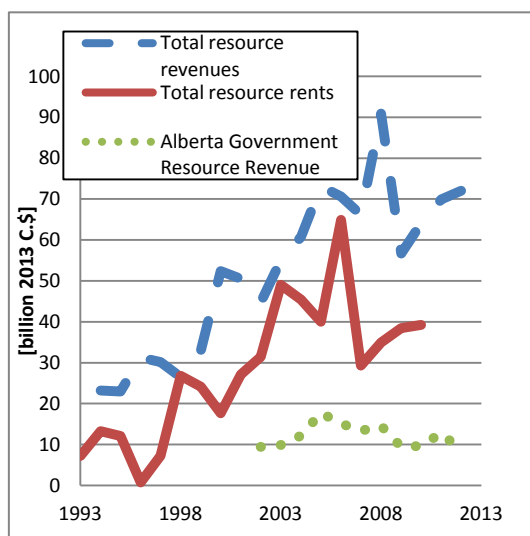 Total resource
revenues
Total resource rents
Alberta Government
Resource Revenue
[billion 2013 C.$]
100
90
80
70
60
50
40
30
20
10
0
1993 1998 2003 2008 2013